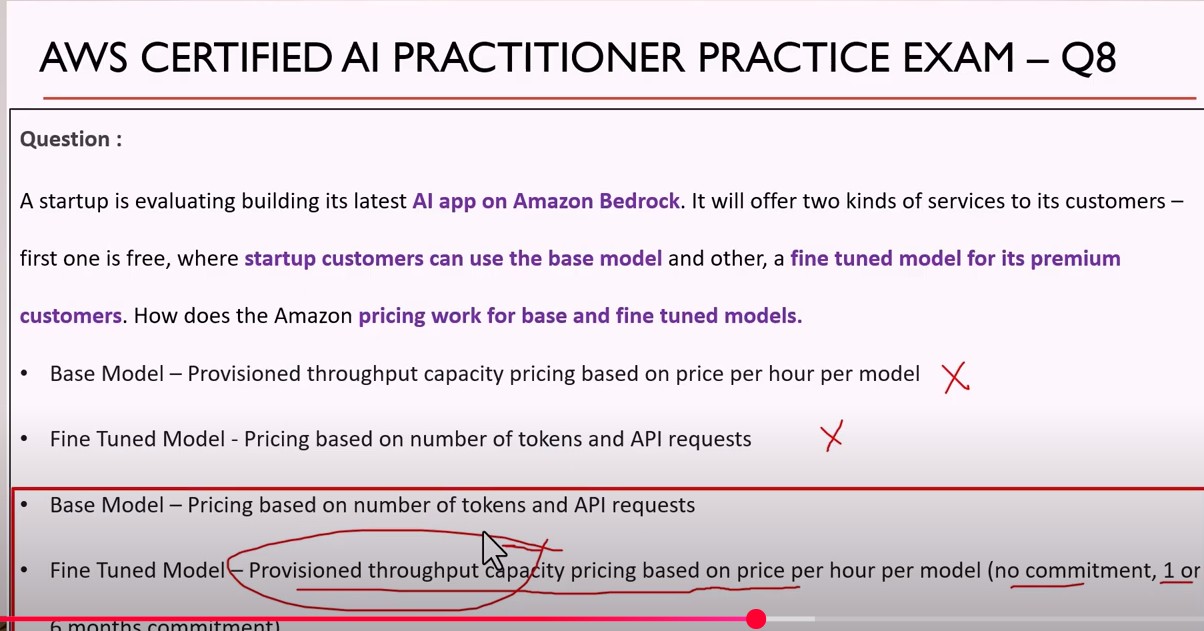 AWS CERTIFIED AI PRACTITIONER PRACTICE EXAM – Q8
Question :
A startup is evaluating building its latest AI app on Amazon Bedrock. It will offer two kinds of services to its customers –
first one is free, where startup customers can use the base model and other, a fine tuned model for its premium
customers. How does the Amazon pricing work for base and fine tuned models.
• Base Model – Provisioned throughput capacity pricing based on price per hour per model
• Fine Tuned Model - Pricing based on number of tokens and API requests
• Base Model – Pricing based on number of tokens and API requests
• Fine Tuned Model – Provisioned throughput capacity pricing based on price per hour per model (no commitment, 1 or
6 months commitment)